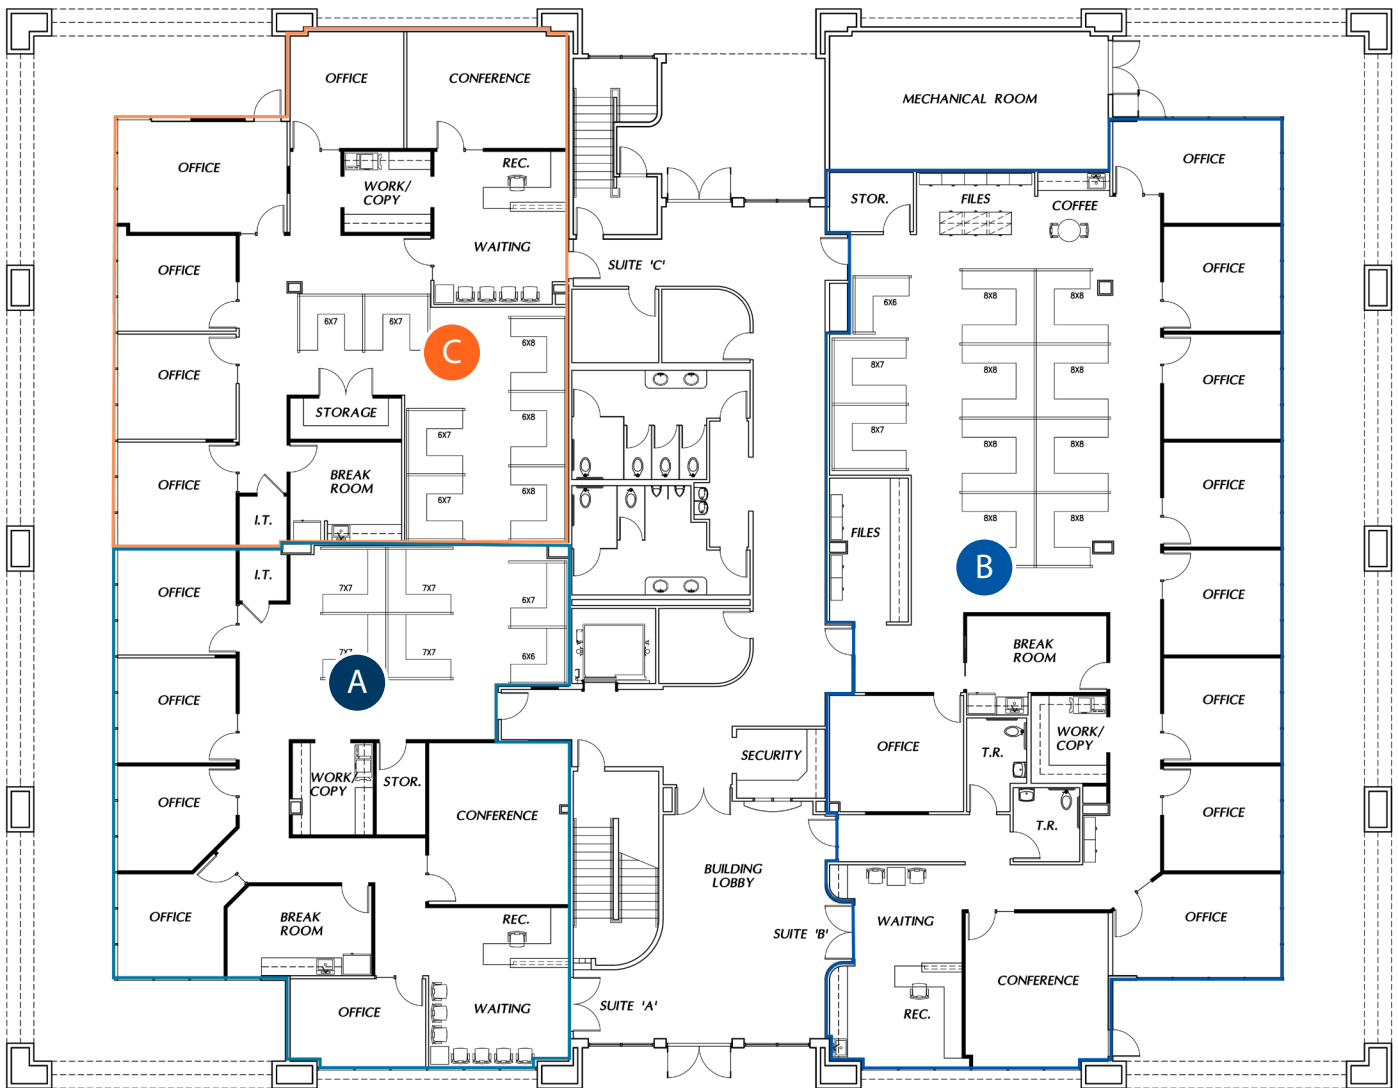 OFFICE
CONFERENCE
MECHANICAL ROOM
OFFICE
REC.
WORK/
COPY
WAITING
OFFICE
OFFICE
OFFICE
6X7
6X7
C
6X8
6X8
6X8
6X7
6X7
STORAGE
BREAK
ROOM
I.T.
SUITE 'C'
STOR.
FILES
COFFEE
OFFICE
OFFICE
OFFICE
OFFICE
OFFICE
OFFICE
OFFICE
OFFICE
6X6
8X7
8X7
8X8
8X8
8X8
8X8
8X8
8X8
8X8
8X8
FILES
B
BREAK
ROOM
OFFICE
T.R.
WORK/
COPY
T.R.
WAITING
REC.
CONFERENCE
SUITE 'B'
SECURITY
BUILDING
LOBBY
SUITE 'A'
I.T.
OFFICE
OFFICE
OFFICE
OFFICE
7X7
7X7
7X7
7X7
6X7
6X6
A
WORK/
COPY
STOR.
CONFERENCE
BREAK
ROOM
REC.
OFFICE
WAITING